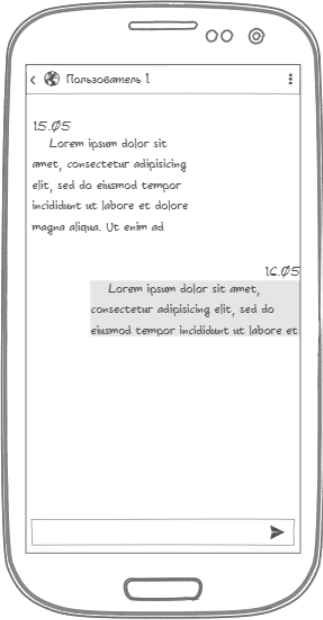 Пользователь 1
15.05
Lorem ipsum dolor sit
amet, consectetur adipisicing
elit, sed do eiusmod tempor
incididunt ut labore et dolore
magna aliqua. Ut enim ad
16.05
Lorem ipsum dolor sit amet,
consectetur adipisicing elit, sed do
eiusmod tempor incididunt ut labore et